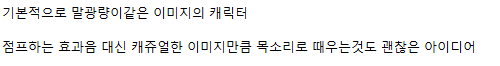 기본적으로 말광량이같은 이미지의 캐릭터
점프하는 효과음 대신 캐쥬얼한 이미지만큼 목소리로 때우는것도 괜찮은 아이디어